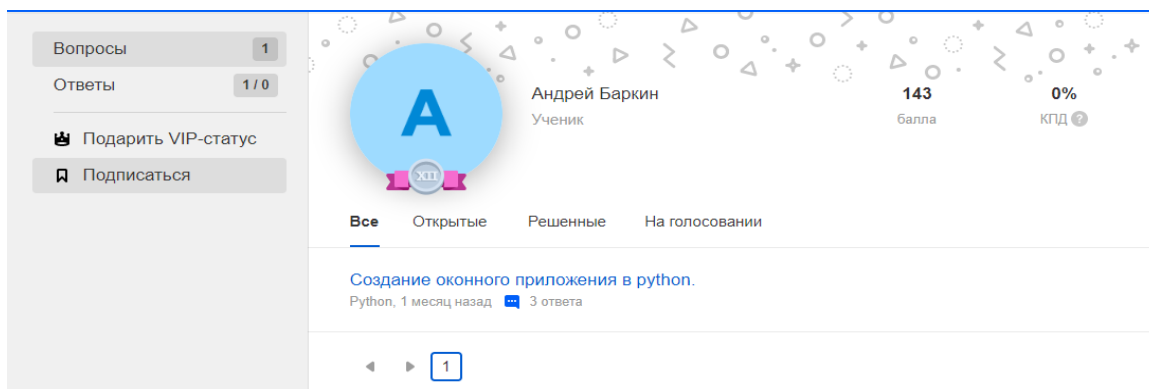 Вопросы 1
Ответы 1 / 0
Подарить VIP-статус
Подписаться
А
XII
Андрей Баркин
Ученик
143
балла
0%
КПД ?
Все Открытые Решенные На голосовании
Создание оконного приложения в python.
Python, 1 месяц назад 3 ответа
1